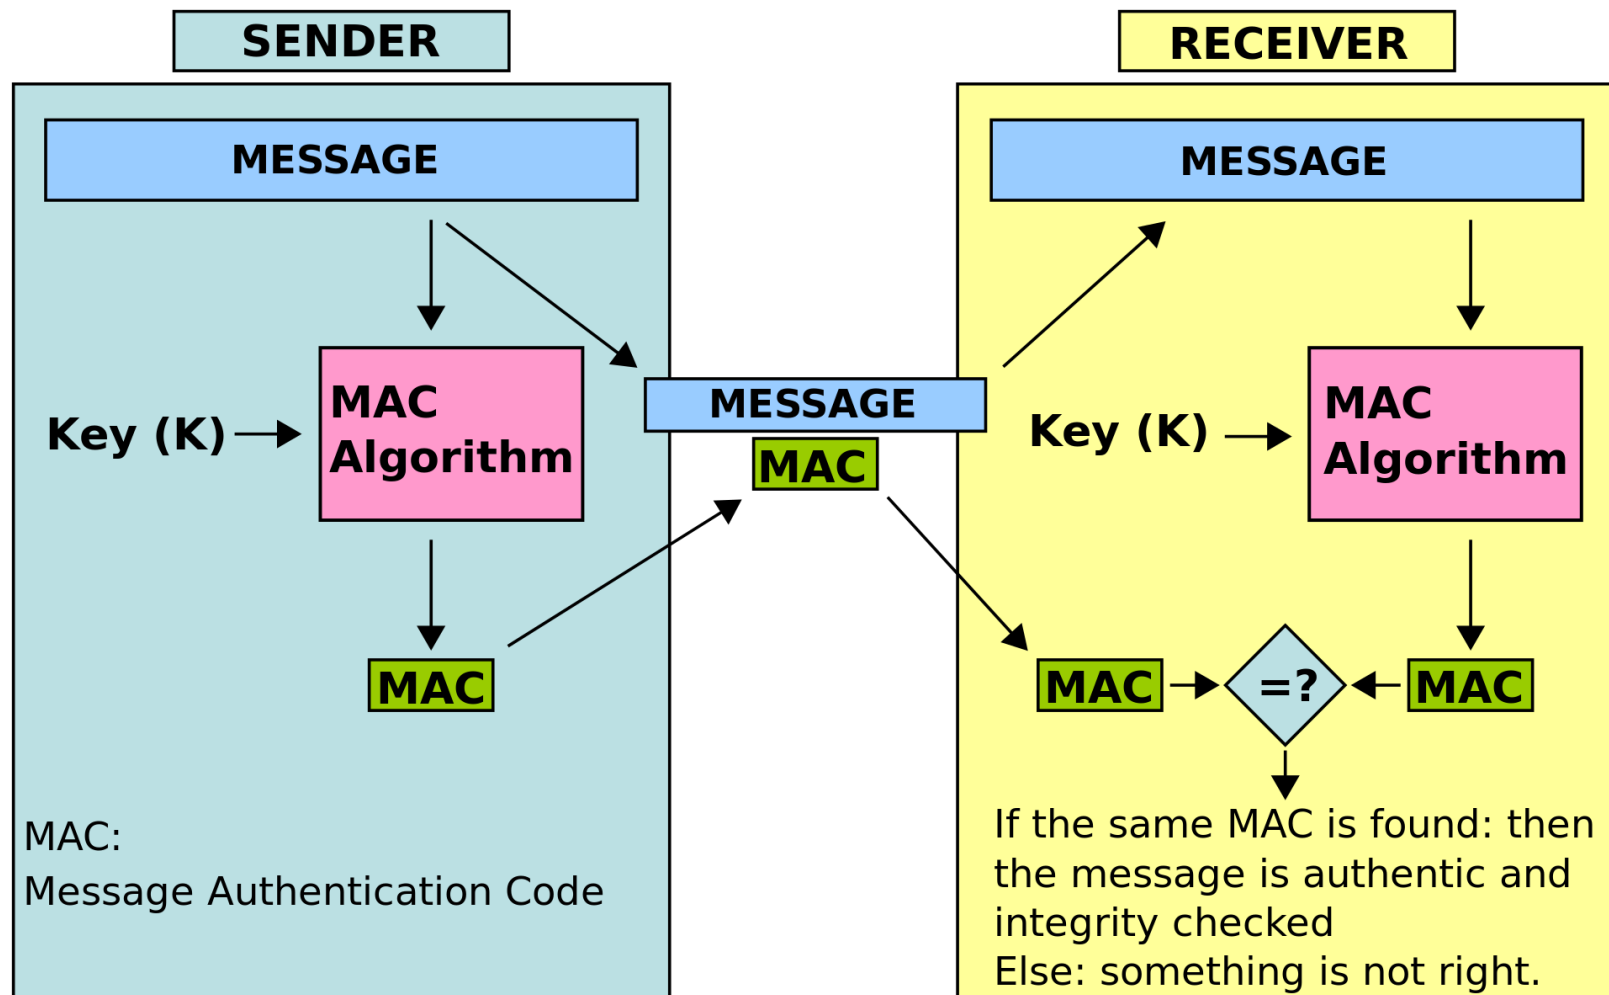 SENDER
MESSAGE
Key (K)
MAC
Algorithm
MAC
MAC:
Message Authentication Code
MESSAGE
MAC
RECEIVER
MESSAGE
Key (K)
MAC
Algorithm
MAC
=?
MAC
If the same MAC is found: then
the message is authentic and
integrity checked
Else: something is not right.